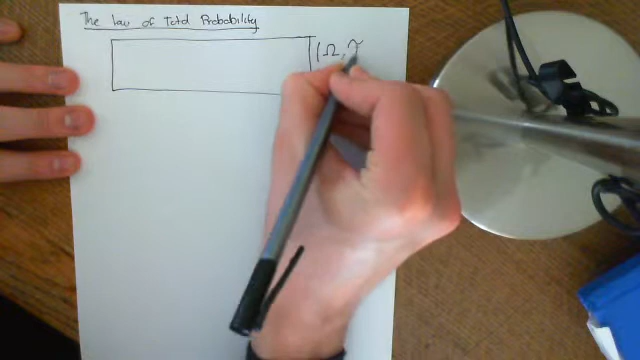 The Law of Total Probability
(Ω, F